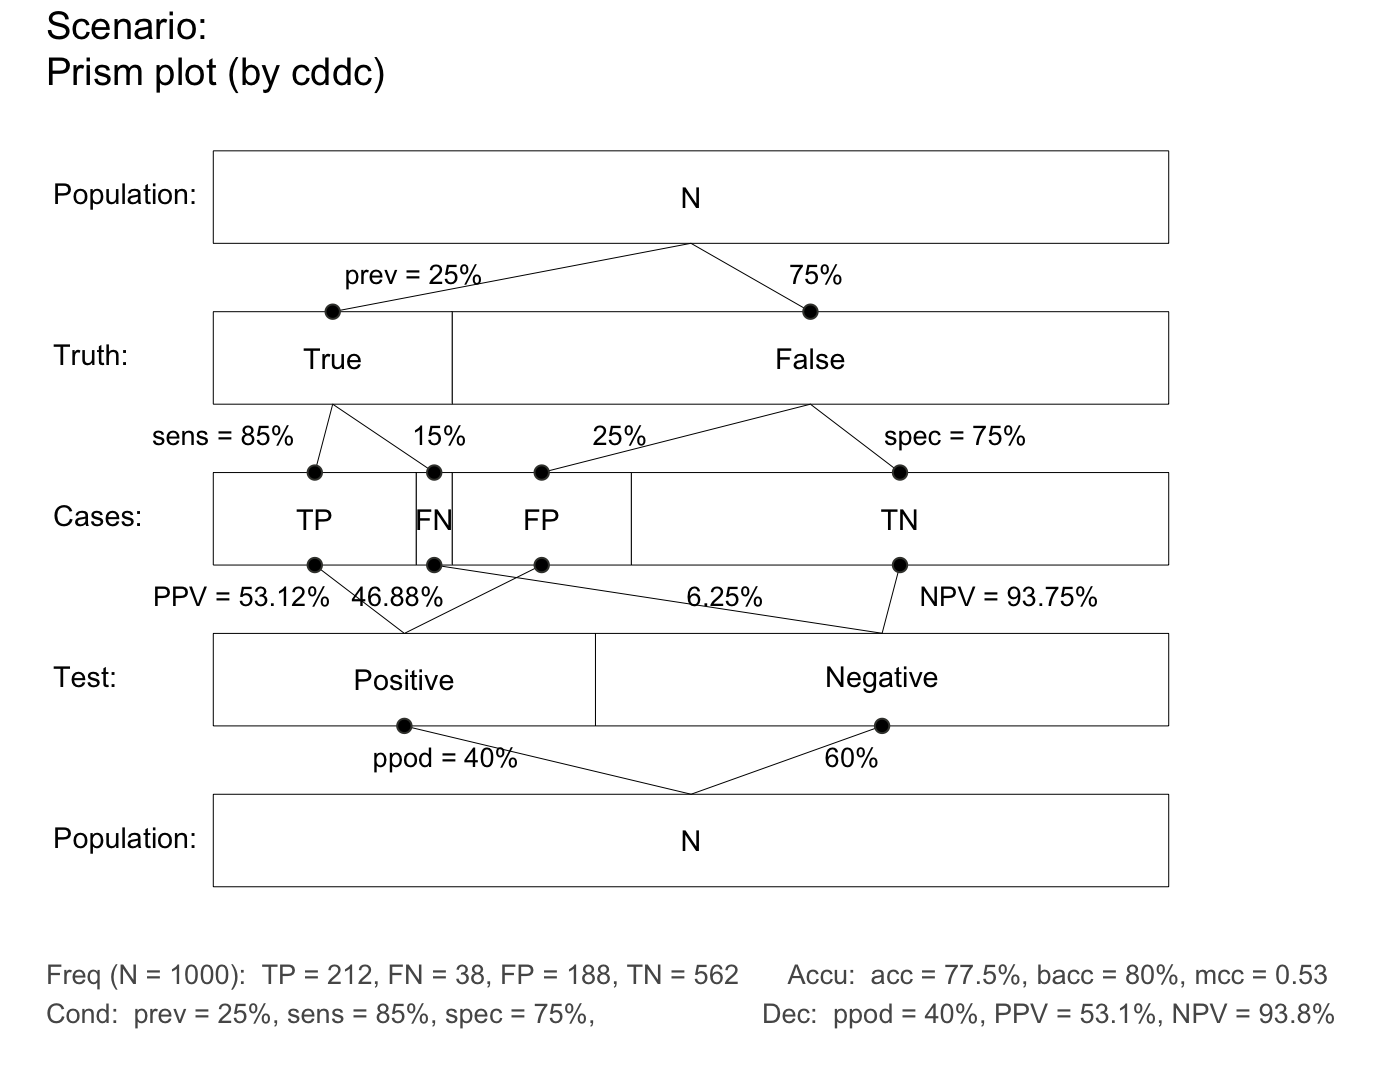 Scenario:
Prism plot (by cddc)
Population:
N
prev = 25%
75%
Truth:
True
False
sens = 85%
15%
25%
spec = 75%
Cases:
TP
FN
FP
TN
PPV = 53.12%
46.88%
6.25%
NPV = 93.75%
Test:
Positive
Negative
ppod = 40%
60%
Population:
N
Freq (N = 1000):  TP = 212, FN = 38, FP = 188, TN = 562
Accu:  acc = 77.5%, bacc = 80%, mcc = 0.53
Cond:  prev = 25%, sens = 85%, spec = 75%,
Dec:  ppod = 40%, PPV = 53.1%, NPV = 93.8%